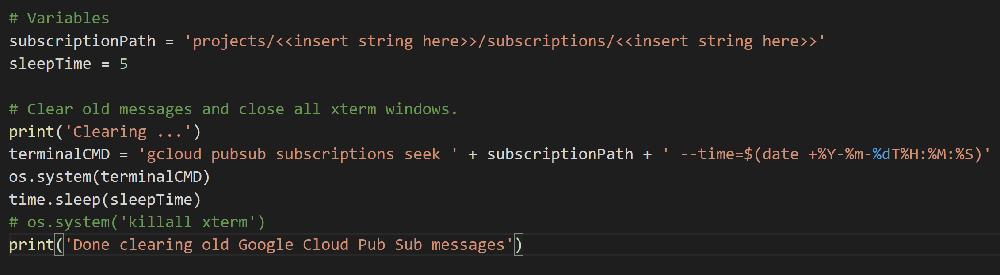 # Variables
subscriptionPath = 'projects/<<insert string here>>/subscriptions/<<insert string here>>'
sleepTime = 5
# Clear old messages and close all xterm windows.
print('Clearing ...')
terminalCMD = 'gcloud pubsub subscriptions seek ' + subscriptionPath + ' --time=$(date +%Y-%m-%dT%H:%M:%S)'
os.system(terminalCMD)
time.sleep(sleepTime)
# os.system('killall xterm')
print('Done clearing old Google Cloud Pub Sub messages')